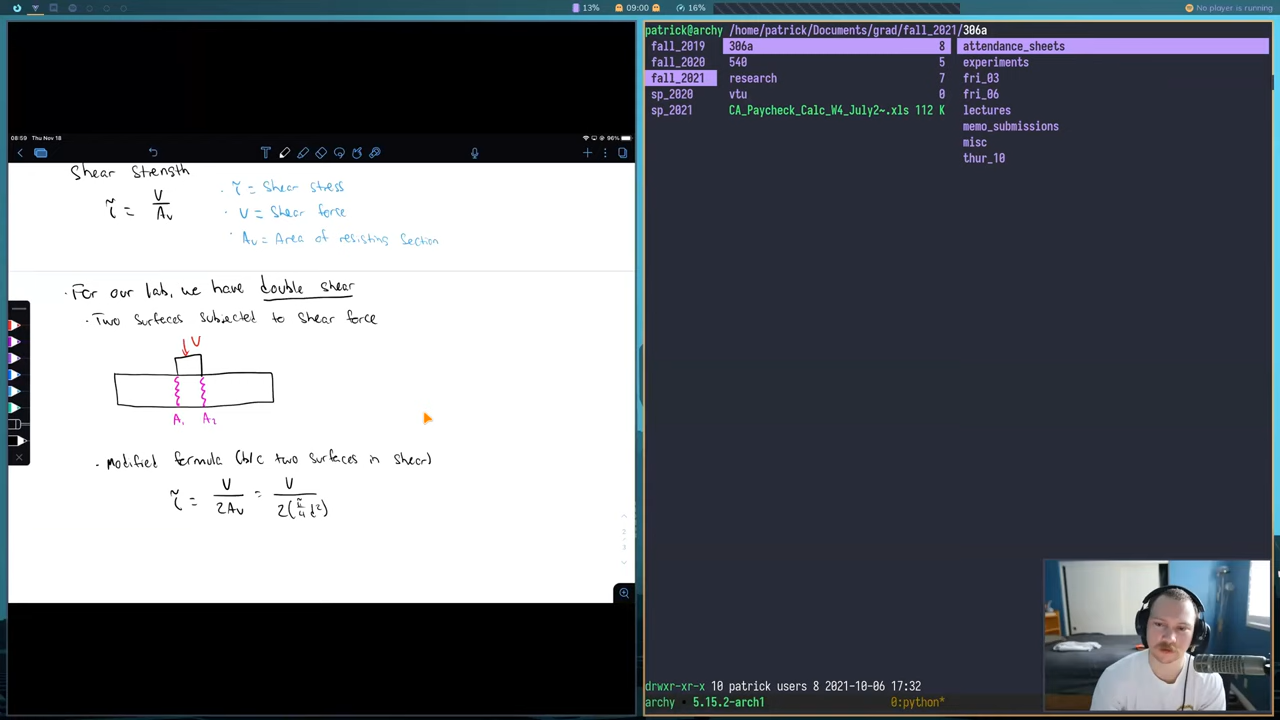 13%
09:00
16%
No player is running
08:59 Thu Nov 18
96%
Shear Strength
τ = V / Av
· τ = Shear stress
· V = Shear force
· Av = Area of resisting section
· For our lab, we have double shear
· Two surfaces subjected to shear force
V
A1 A2
· Modified formula (b/c two surfaces in shear)
τ = V / 2Av = V / 2(π/4 d²)
2
3
patrick@archy /home/patrick/Documents/grad/fall_2021/306a
fall_2019 306a 8 attendance_sheets
fall_2020 540 5 experiments
fall_2021 research 7 fri_03
sp_2020 vtu 0 fri_06
sp_2021 CA_Paycheck_Calc_W4_July2~.xls 112 K lectures
memo_submissions
misc
thur_10
drwxr-xr-x 10 patrick users 8 2021-10-06 17:32
archy • 5.15.2-arch1 0:python*